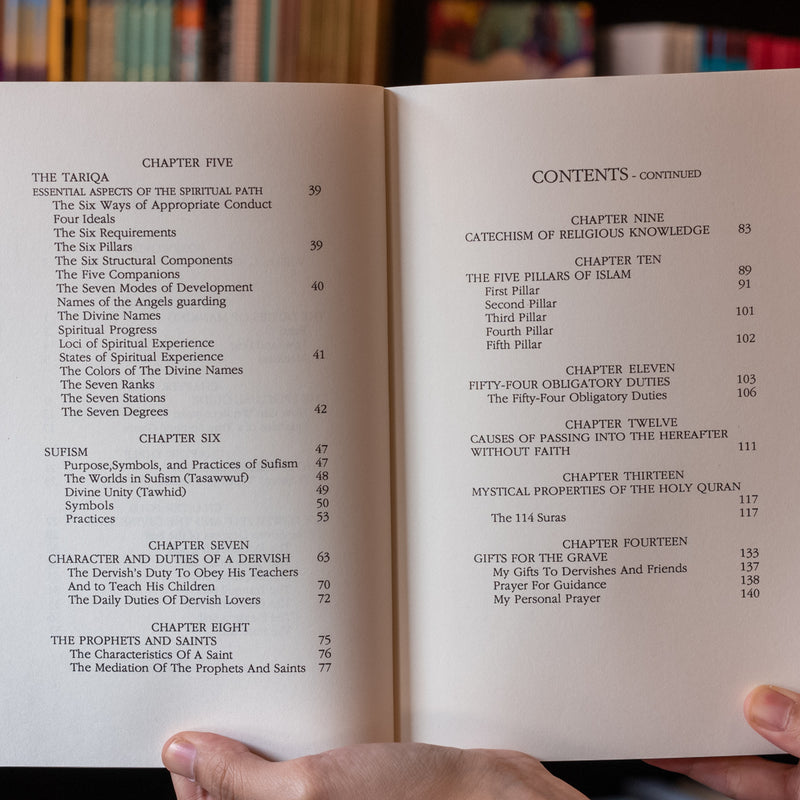 CHAPTER FIVE
THE TARIQA
ESSENTIAL ASPECTS OF THE SPIRITUAL PATH 39
The Six Ways of Appropriate Conduct
Four Ideals
The Six Requirements
The Six Pillars 39
The Six Structural Components
The Five Companions
The Seven Modes of Development 40
Names of the Angels guarding
The Divine Names
Spiritual Progress
Loci of Spiritual Experience
States of Spiritual Experience 41
The Colors of The Divine Names
The Seven Ranks
The Seven Stations
The Seven Degrees 42
CHAPTER SIX
SUFISM 47
Purpose,Symbols, and Practices of Sufism 47
The Worlds in Sufism (Tasawwuf) 48
Divine Unity (Tawhid) 49
Symbols 50
Practices 53
CHAPTER SEVEN
CHARACTER AND DUTIES OF A DERVISH 63
The Dervish's Duty To Obey His Teachers
And to Teach His Children 70
The Daily Duties Of Dervish Lovers 72
CHAPTER EIGHT
THE PROPHETS AND SAINTS 75
The Characteristics Of A Saint 76
The Mediation Of The Prophets And Saints 77
CONTENTS - CONTINUED
CHAPTER NINE
CATECHISM OF RELIGIOUS KNOWLEDGE 83
CHAPTER TEN
THE FIVE PILLARS OF ISLAM 89
First Pillar 91
Second Pillar
Third Pillar 101
Fourth Pillar
Fifth Pillar 102
CHAPTER ELEVEN
FIFTY-FOUR OBLIGATORY DUTIES 103
The Fifty-Four Obligatory Duties 106
CHAPTER TWELVE
CAUSES OF PASSING INTO THE HEREAFTER
WITHOUT FAITH 111
CHAPTER THIRTEEN
MYSTICAL PROPERTIES OF THE HOLY QURAN
117
The 114 Suras 117
CHAPTER FOURTEEN
GIFTS FOR THE GRAVE 133
My Gifts To Dervishes And Friends 137
Prayer For Guidance 138
My Personal Prayer 140